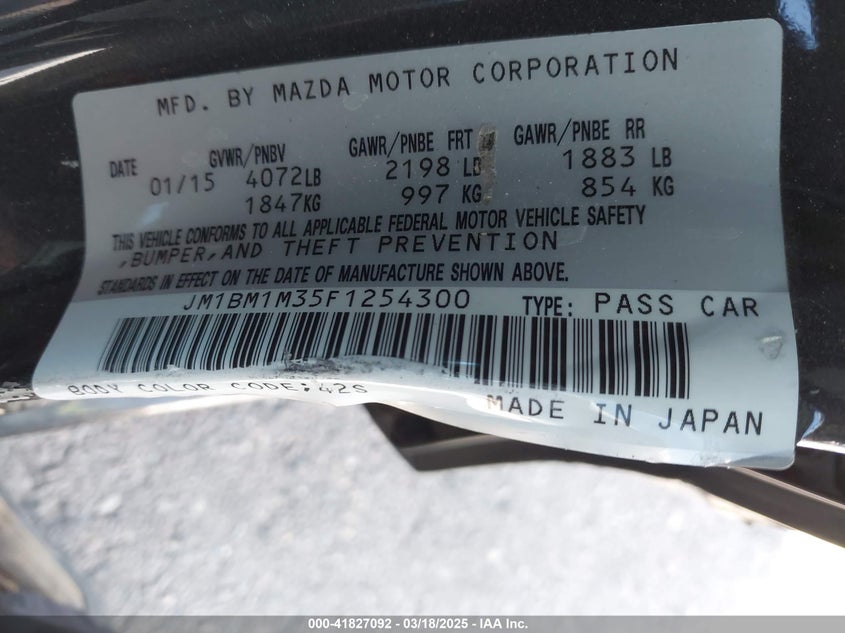 MFD. BY MAZDA MOTOR CORPORATION
DATE GVWR/PNBV GAWR/PNBE FRT GAWR/PNBE RR
01/15 4072LB 2198 LB 1883 LB
1847KG 997 KG 854 KG
THIS VEHICLE CONFORMS TO ALL APPLICABLE FEDERAL MOTOR VEHICLE SAFETY
,BUMPER,AND THEFT PREVENTION
STANDARDS IN EFFECT ON THE DATE OF MANUFACTURE SHOWN ABOVE.
JM1BM1M35F1254300 TYPE: PASS CAR
BODY COLOR CODE:42S
MADE IN JAPAN
000-41827092 | 03/18/2025 – IAA Inc.